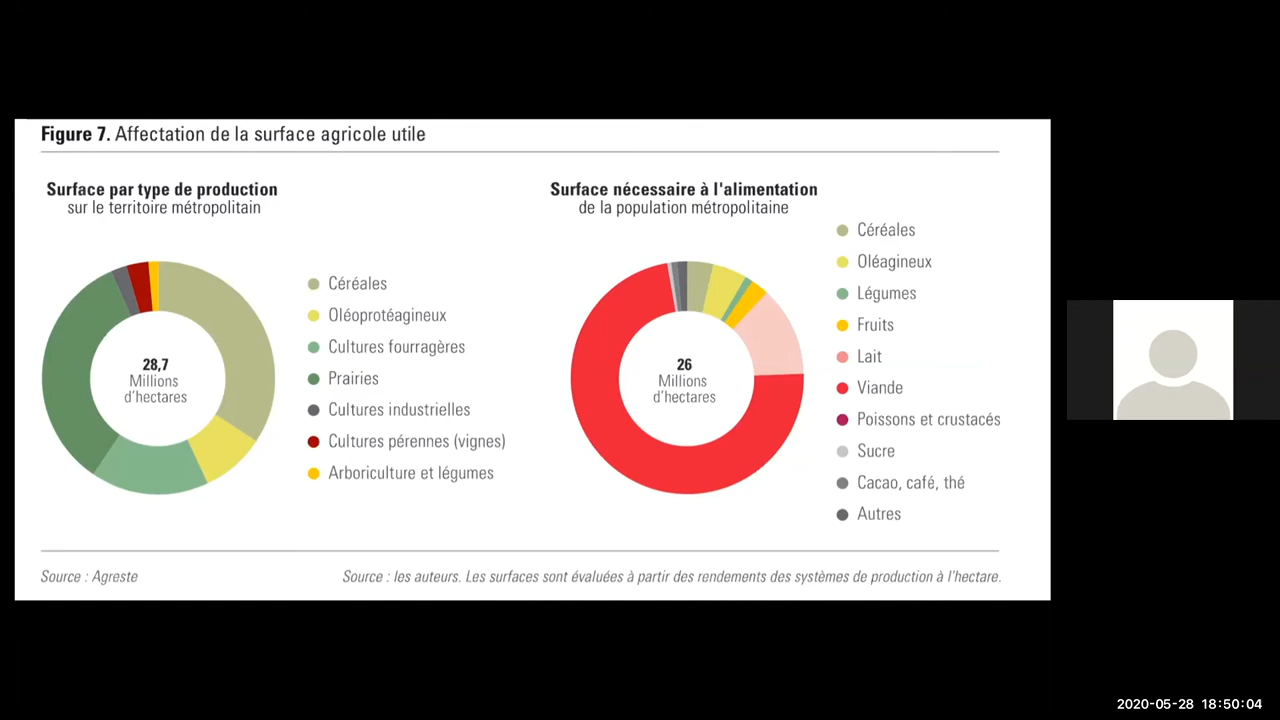 Figure 7. Affectation de la surface agricole utile
Surface par type de production
sur le territoire métropolitain
28,7
Millions
d'hectares
Céréales
Oléoprotéagineux
Cultures fourragères
Prairies
Cultures industrielles
Cultures pérennes (vignes)
Arboriculture et légumes
Surface nécessaire à l'alimentation
de la population métropolitaine
26
Millions
d'hectares
Céréales
Oléagineux
Légumes
Fruits
Lait
Viande
Poissons et crustacés
Sucre
Cacao, café, thé
Autres
Source : Agreste
Source : les auteurs. Les surfaces sont évaluées à partir des rendements des systèmes de production à l'hectare.
2020-05-28 18:50:04